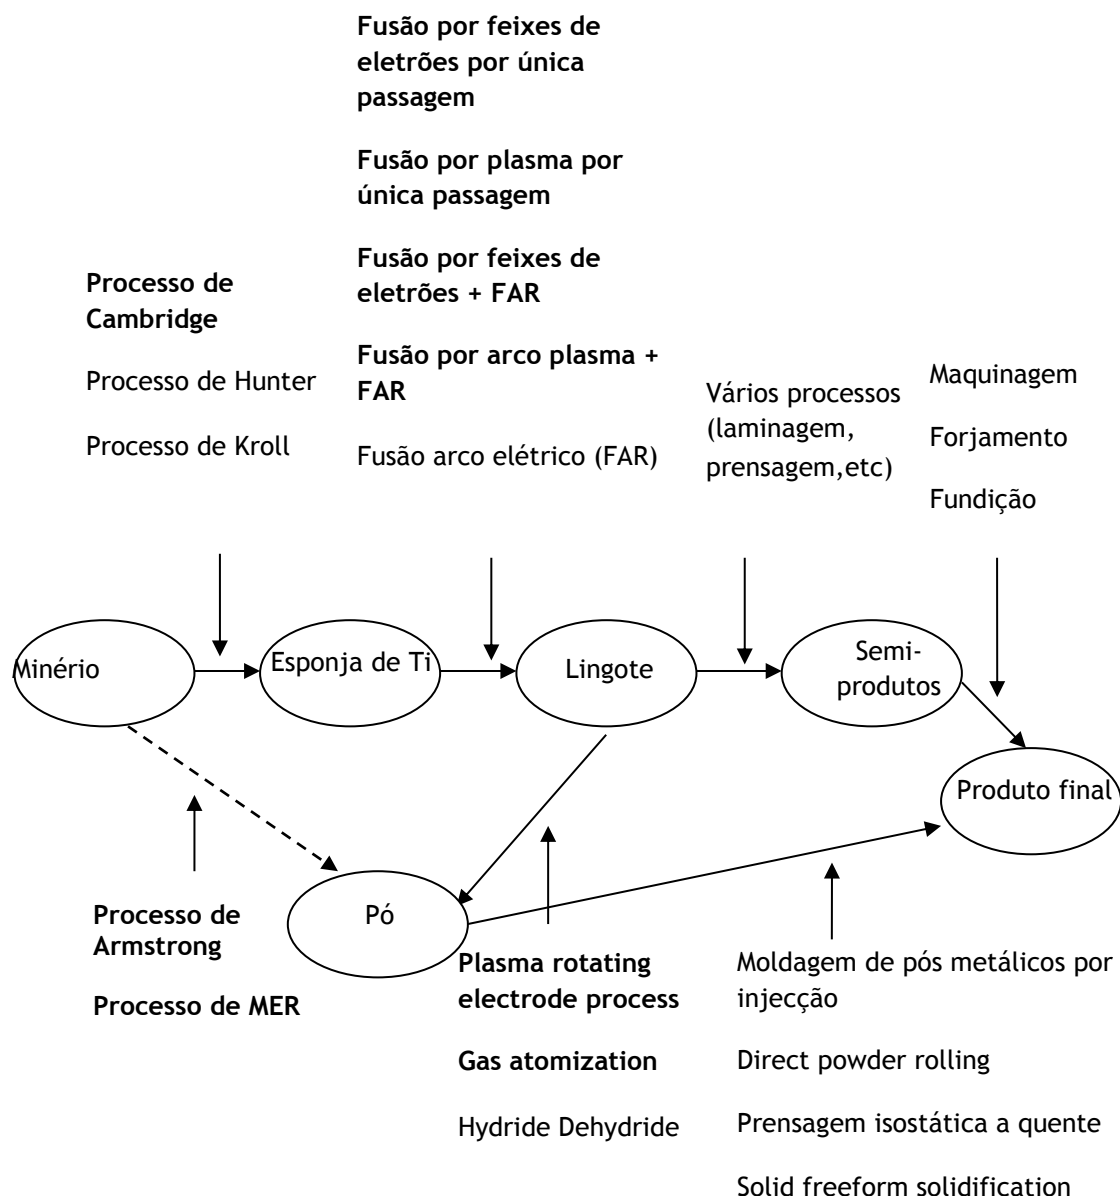 Fusão por feixes de
eletrões por única
passagem
Fusão por plasma por
única passagem
Fusão por feixes de
eletrões + FAR
Fusão por arco plasma +
FAR
Fusão arco elétrico (FAR)
Processo de
Cambridge
Processo de Hunter
Processo de Kroll
Vários processos
(laminagem,
prensagem,etc)
Maquinagem
Forjamento
Fundição
Minério
Esponja de Ti
Lingote
Semi-
produtos
Produto final
Pó
Processo de
Armstrong
Processo de MER
Plasma rotating
electrode process
Gas atomization
Hydride Dehydride
Moldagem de pós metálicos por
injecção
Direct powder rolling
Prensagem isostática a quente
Solid freeform solidification